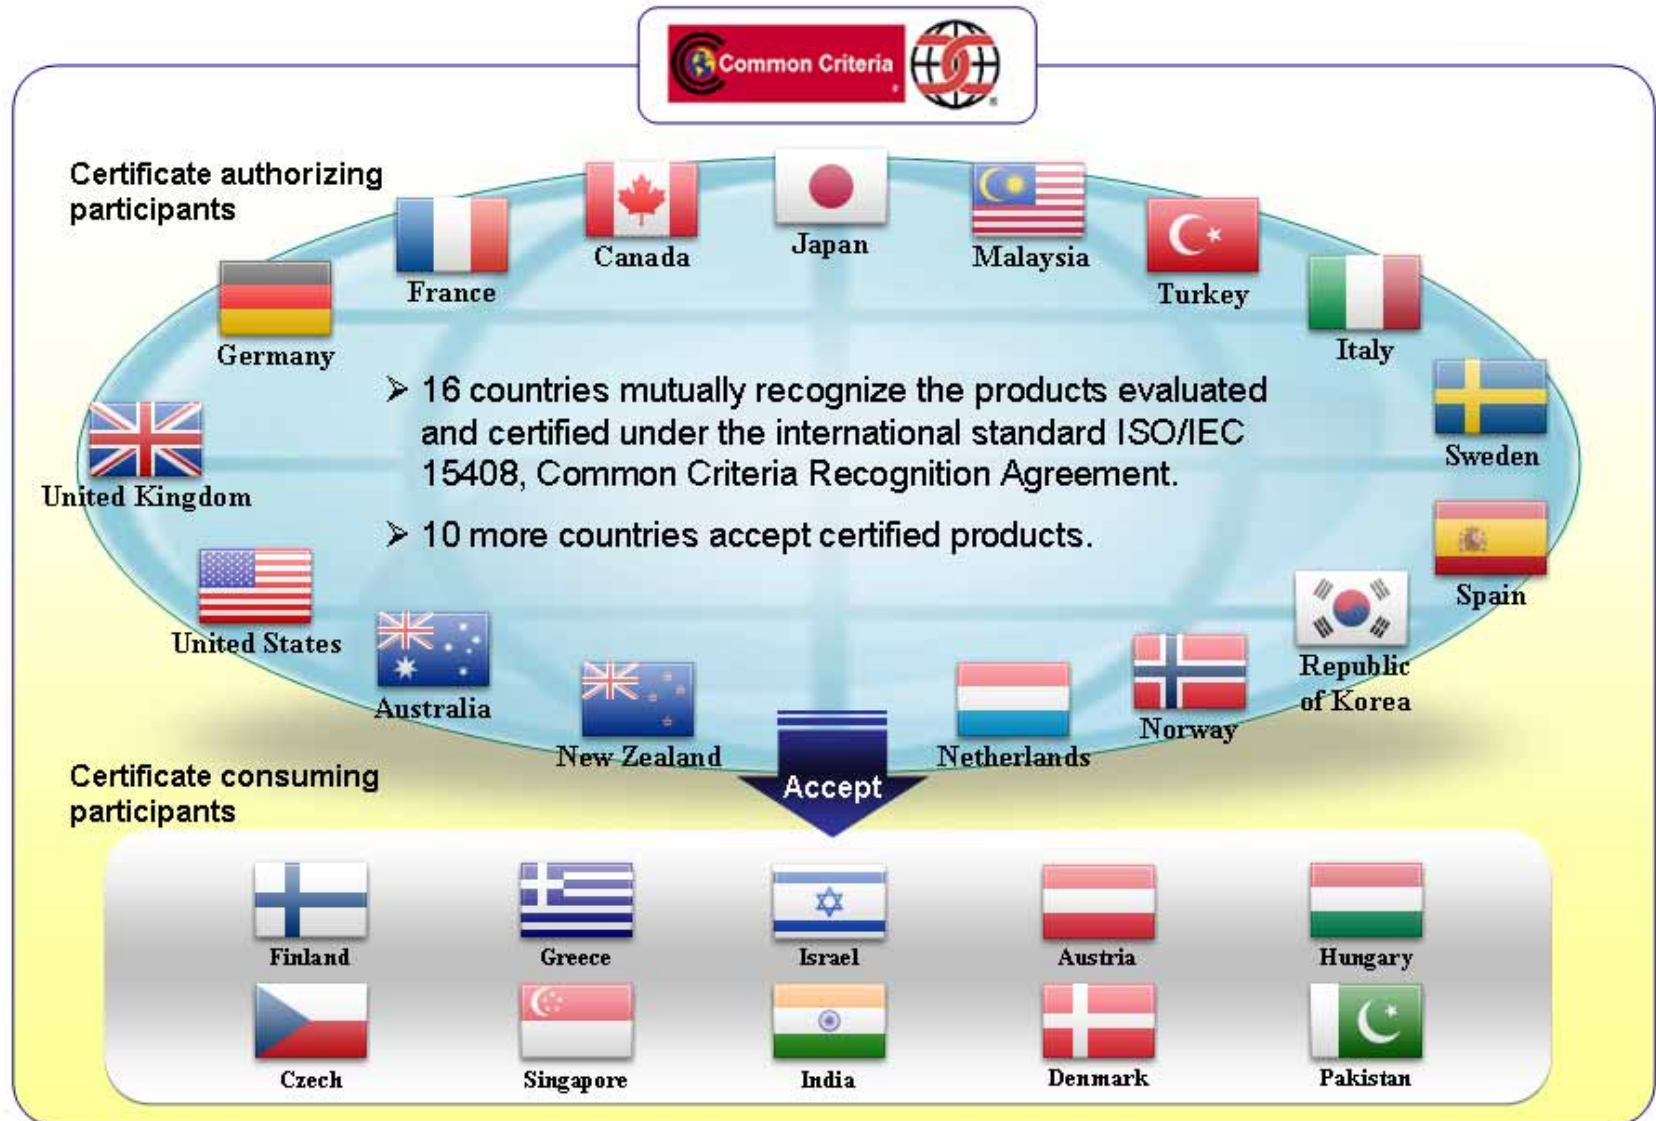 Common Criteria
®
®
Certificate authorizing
participants
Canada
Japan
Malaysia
France
Turkey
Germany
Italy
➢ 16 countries mutually recognize the products evaluated
and certified under the international standard ISO/IEC
15408, Common Criteria Recognition Agreement.
➢ 10 more countries accept certified products.
Sweden
United Kingdom
Spain
United States
Republic
of Korea
Australia
Norway
New Zealand
Netherlands
Certificate consuming
participants
Accept
Finland
Greece
Israel
Austria
Hungary
Czech
Singapore
India
Denmark
Pakistan